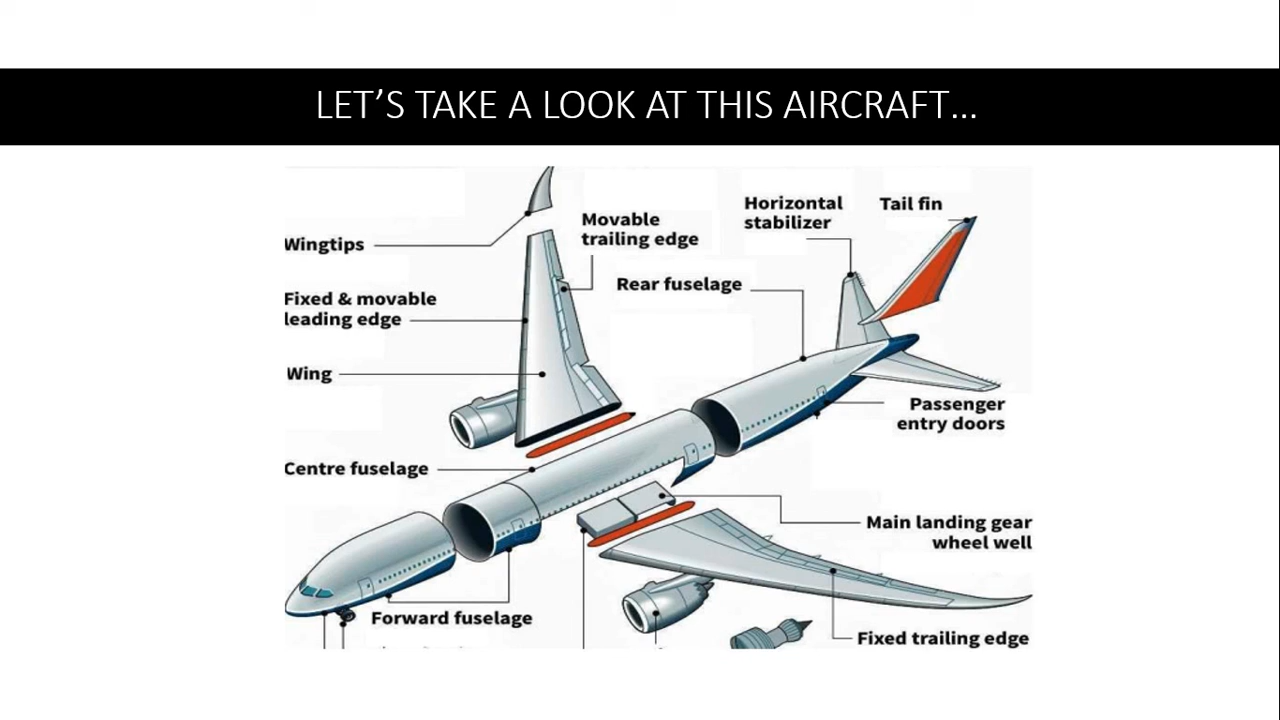 LET’S TAKE A LOOK AT THIS AIRCRAFT…
Horizontal
stabilizer
Tail fin
Movable
trailing edge
Wingtips
Rear fuselage
Fixed & movable
leading edge
Wing
Passenger
entry doors
Centre fuselage
Main landing gear
wheel well
Forward fuselage
Fixed trailing edge